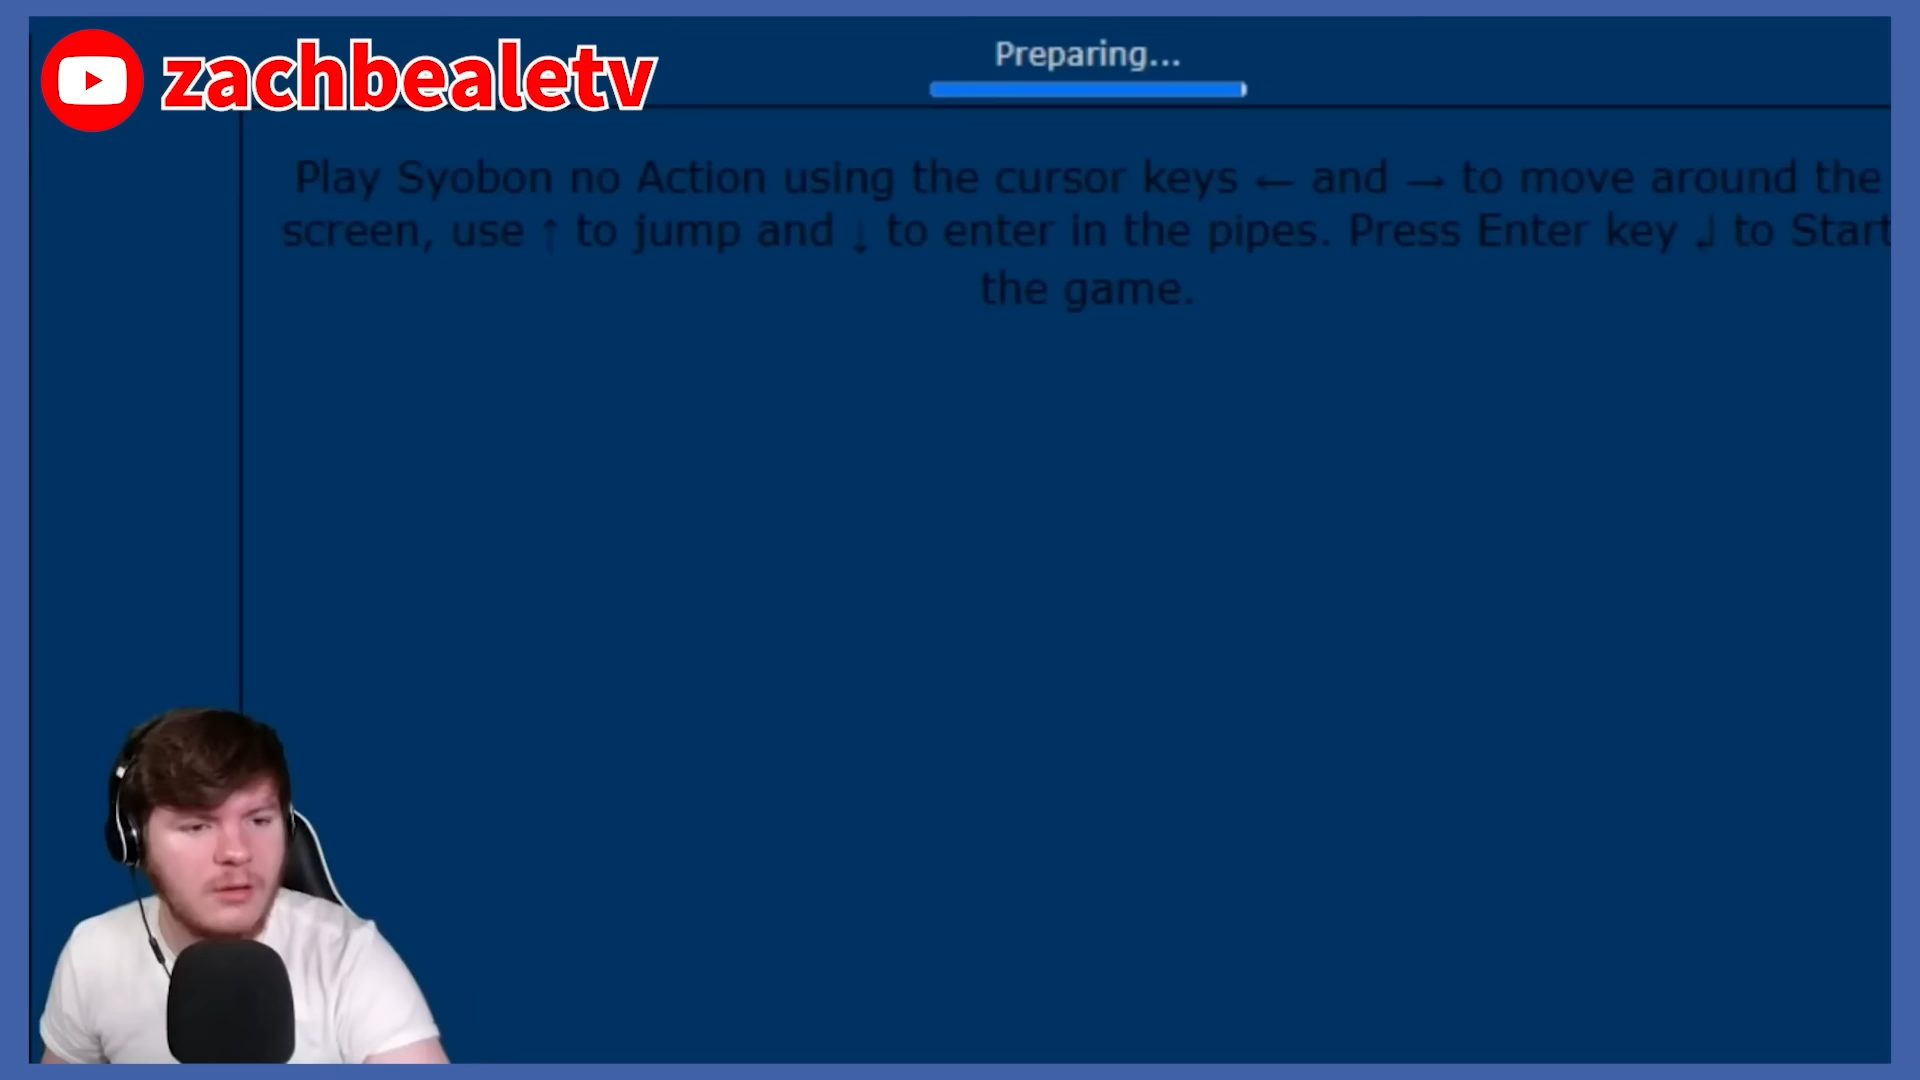 zachbealetv
Preparing...
Play Syobon no Action using the cursor keys ← and → to move around the
screen, use ↑ to jump and ↓ to enter in the pipes. Press Enter key ↲ to Start
the game.